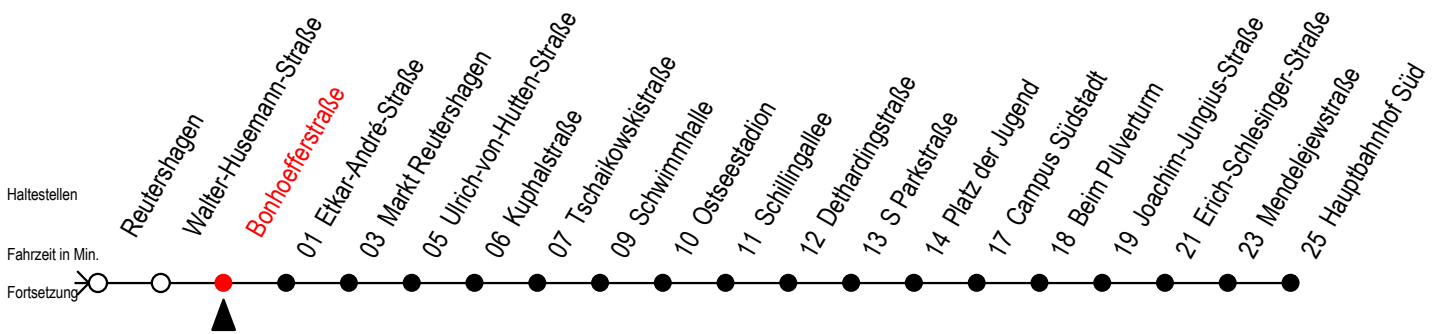 Haltestellen
Fahrzeit in Min.
Fortsetzung
Reutershagen
Walter-Husemann-Straße
Bonhoefferstraße
01 Etkar-André-Straße
03 Markt Reutershagen
05 Ulrich-von-Hutten-Straße
06 Kuphalstraße
07 Tschaikowskistraße
09 Schwimmhalle
10 Ostseestadion
11 Schillingallee
12 Dethardingstraße
13 S Parkstraße
14 Platz der Jugend
17 Campus Südstadt
18 Beim Pulverturm
19 Joachim-Jungius-Straße
21 Erich-Schlesinger-Straße
23 Mendelejewstraße
25 Hauptbahnhof Süd